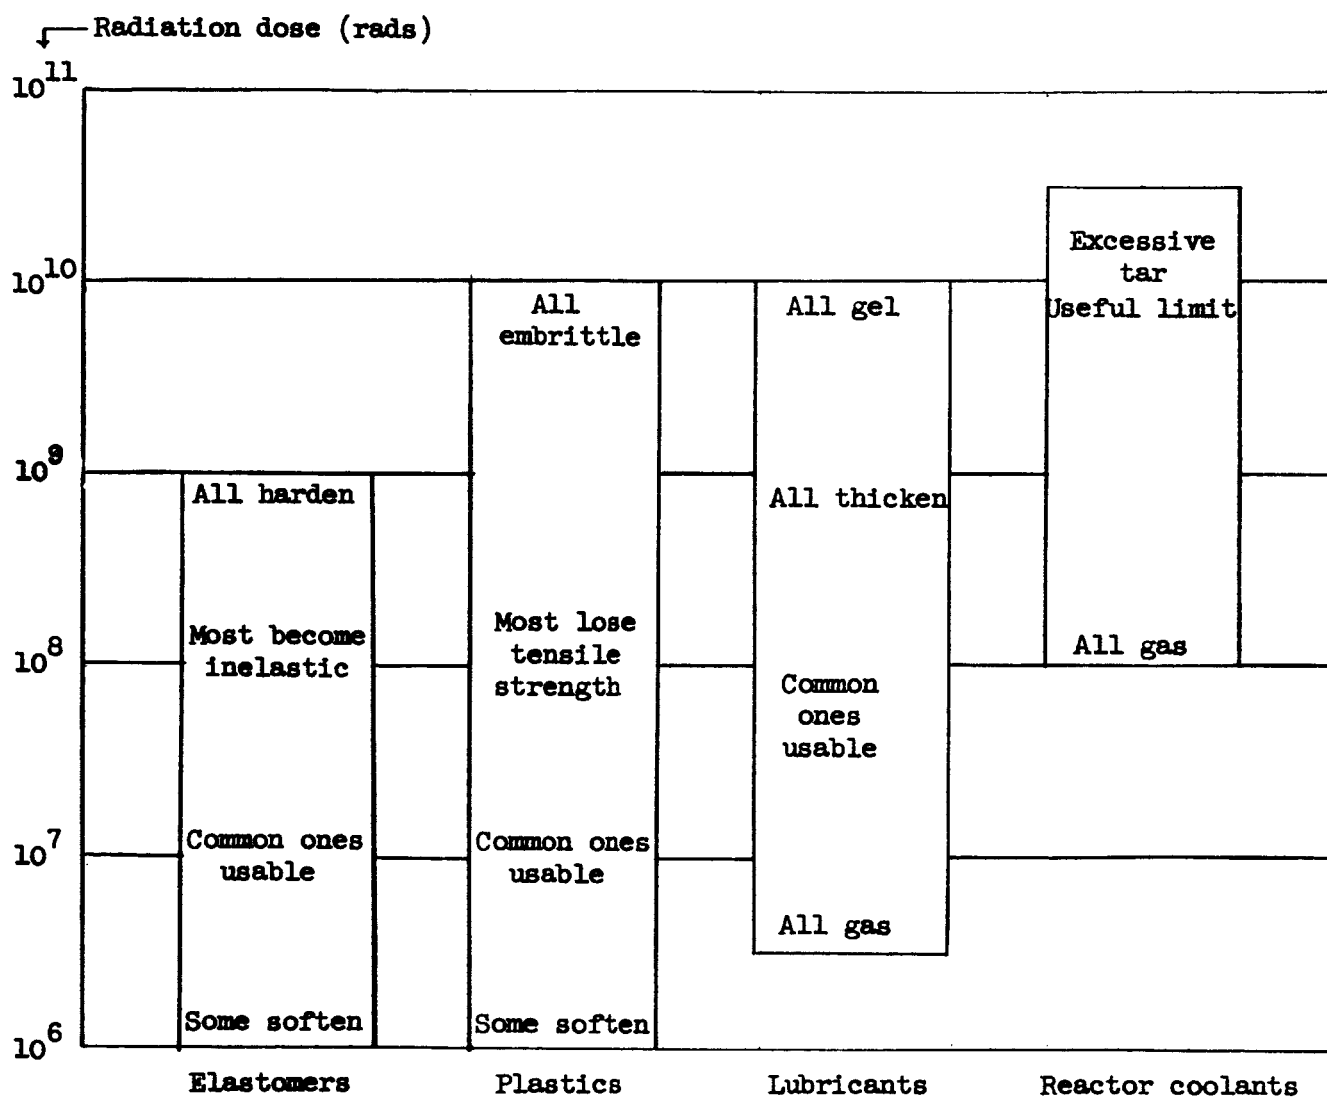 Radiation dose (rads)
10^11
10^10
10^9
10^8
10^7
10^6
All harden
Most become
inelastic
Common ones
usable
Some soften
Elastomers
All
embrittle
Most lose
tensile
strength
Common ones
usable
Some soften
Plastics
All gel
All thicken
Common
ones
usable
All gas
Lubricants
Excessive
tar
Useful limit
All gas
Reactor coolants